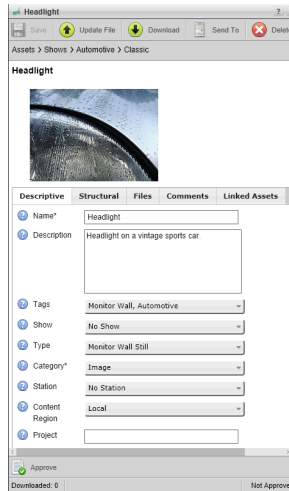 Headlight ?
Save Update File Download Send To Delet
Assets > Shows > Automotive > Classic
Headlight
Descriptive Structural Files Comments Linked Assets
Name* Headlight
Description Headlight on a vintage sports car.
Tags Monitor Wall, Automotive
Show No Show
Type Monitor Wall Still
Category* Image
Station No Station
Content Local
Region
Project
Approve
Downloaded: 0 Not Approve